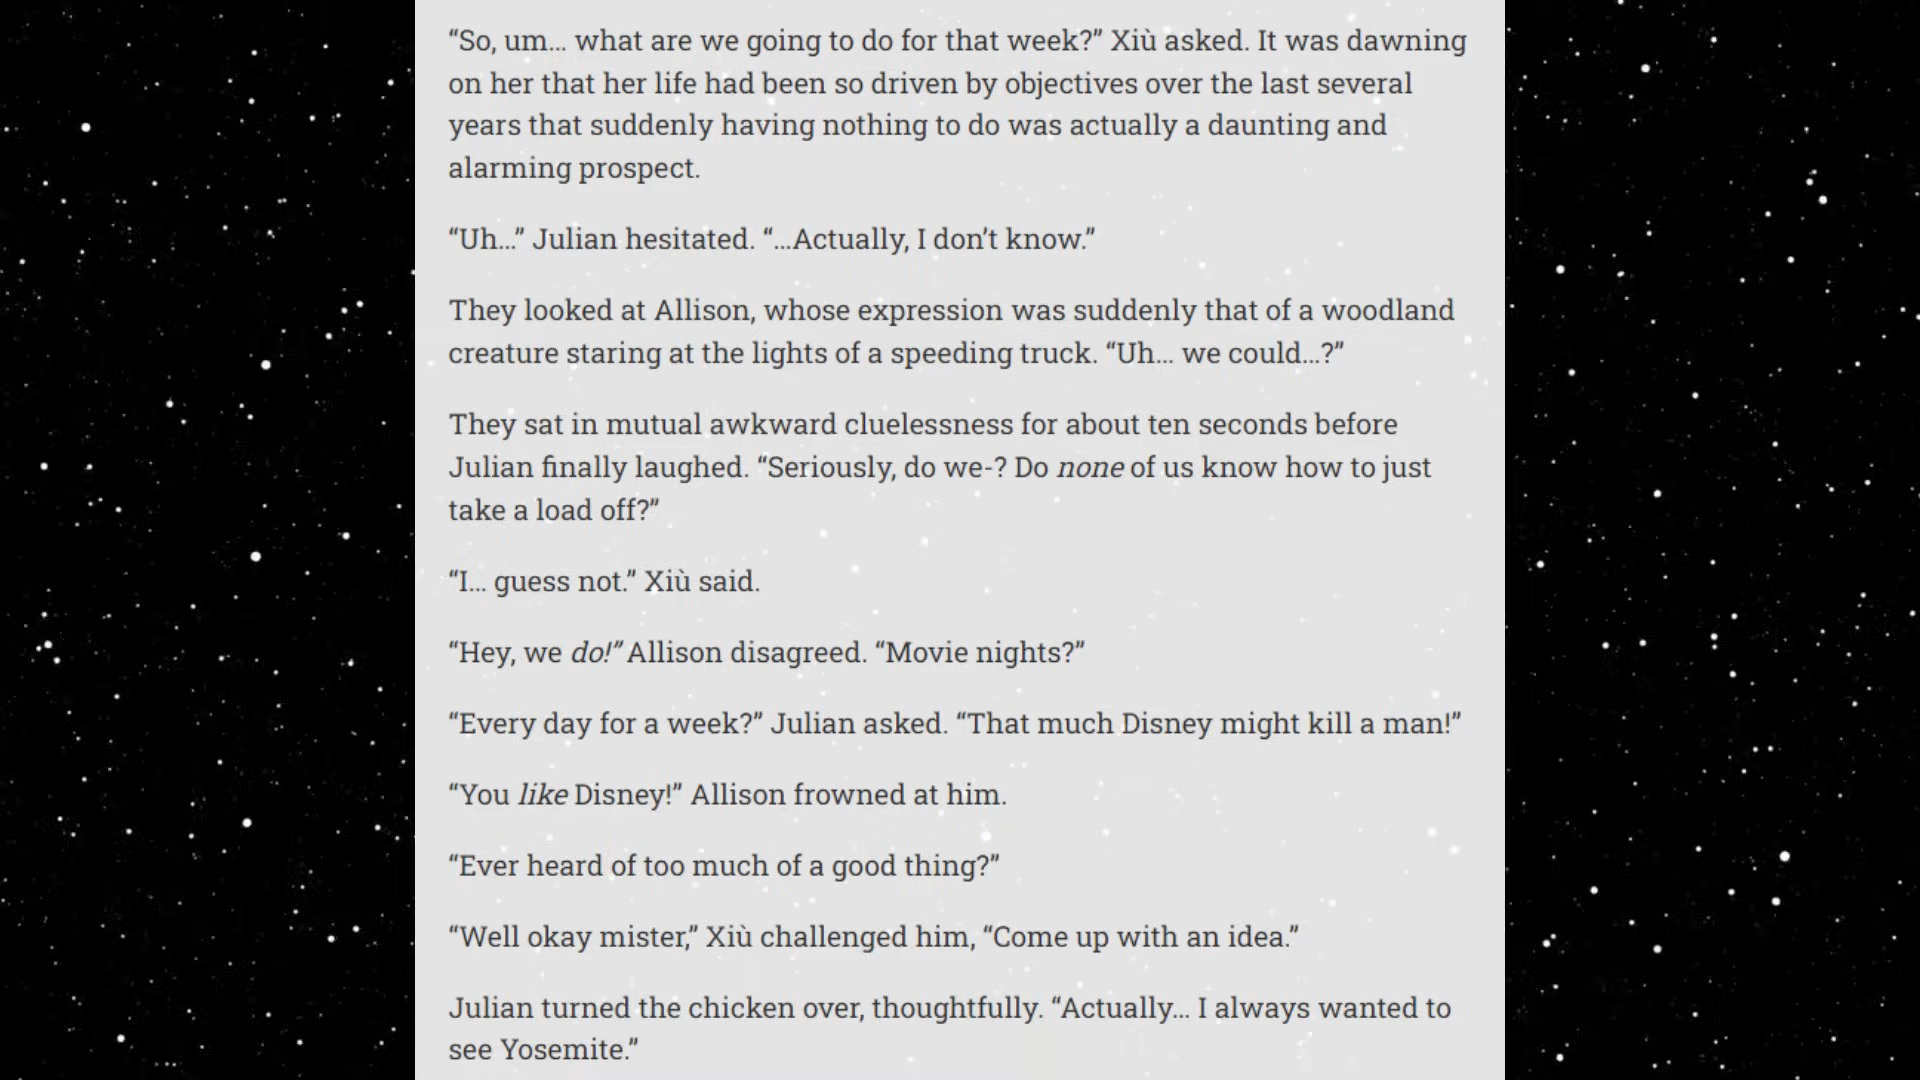 “So, um… what are we going to do for that week?” Xiù asked. It was dawning
on her that her life had been so driven by objectives over the last several
years that suddenly having nothing to do was actually a daunting and
alarming prospect.
“Uh…” Julian hesitated. “…Actually, I don’t know.”
They looked at Allison, whose expression was suddenly that of a woodland
creature staring at the lights of a speeding truck. “Uh… we could…?”
They sat in mutual awkward cluelessness for about ten seconds before
Julian finally laughed. “Seriously, do we-? Do none of us know how to just
take a load off?”
“I… guess not.” Xiù said.
“Hey, we do!” Allison disagreed. “Movie nights?”
“Every day for a week?” Julian asked. “That much Disney might kill a man!”
“You like Disney!” Allison frowned at him.
“Ever heard of too much of a good thing?”
“Well okay mister,” Xiù challenged him, “Come up with an idea.”
Julian turned the chicken over, thoughtfully. “Actually… I always wanted to
see Yosemite.”